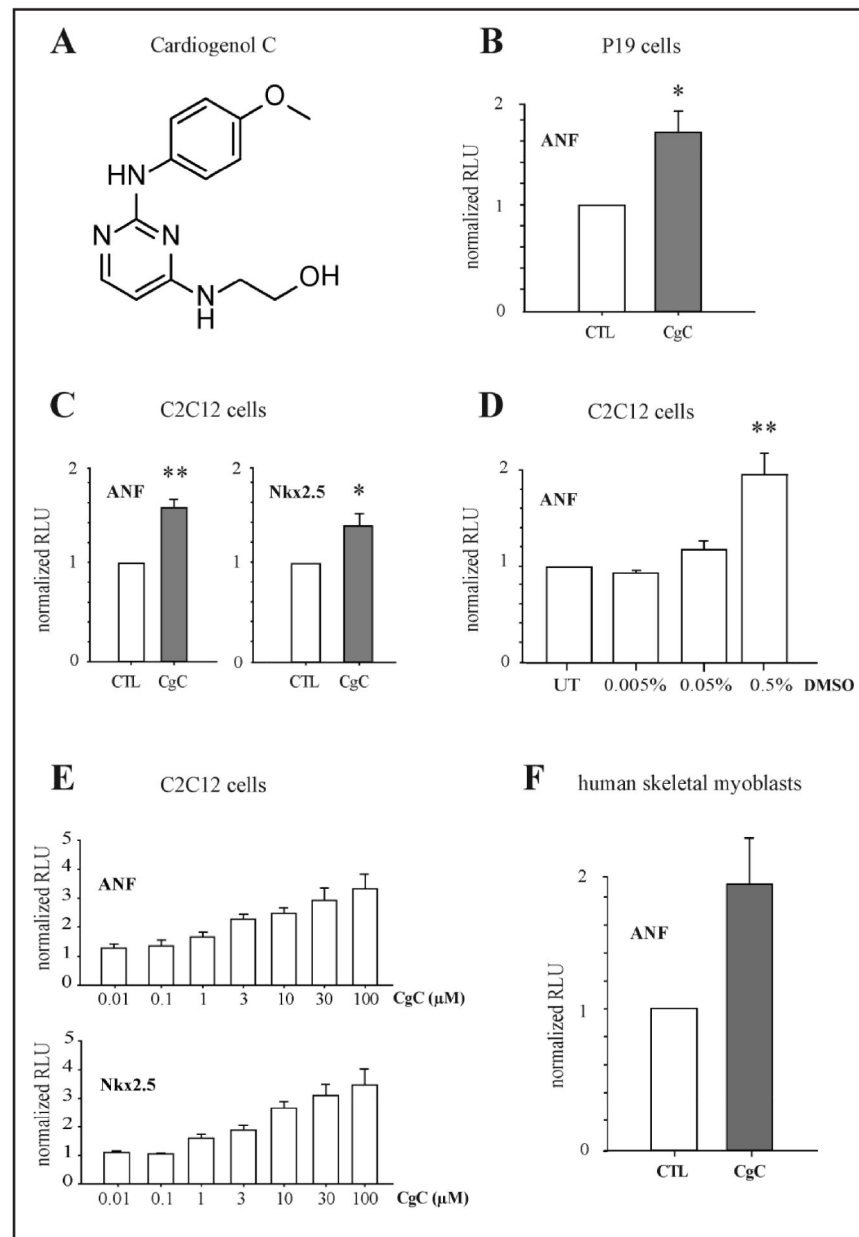 A
Cardiogenol C
O
HN
N
N
N
H
OH
B
P19 cells
normalized RLU
2
1
0
ANF
*
CTL CgC
C
C2C12 cells
normalized RLU
2
1
0
ANF
**
CTL CgC
2
1
0
Nkx2.5
*
CTL CgC
D
C2C12 cells
normalized RLU
2
1
0
ANF
**
UT 0.005% 0.05% 0.5% DMSO
E
C2C12 cells
normalized RLU
5
4
3
2
1
0
ANF
0.01 0.1 1 3 10 30 100 CgC (µM)
normalized RLU
5
4
3
2
1
0
Nkx2.5
0.01 0.1 1 3 10 30 100 CgC (µM)
F
human skeletal myoblasts
normalized RLU
2
1
0
ANF
CTL CgC